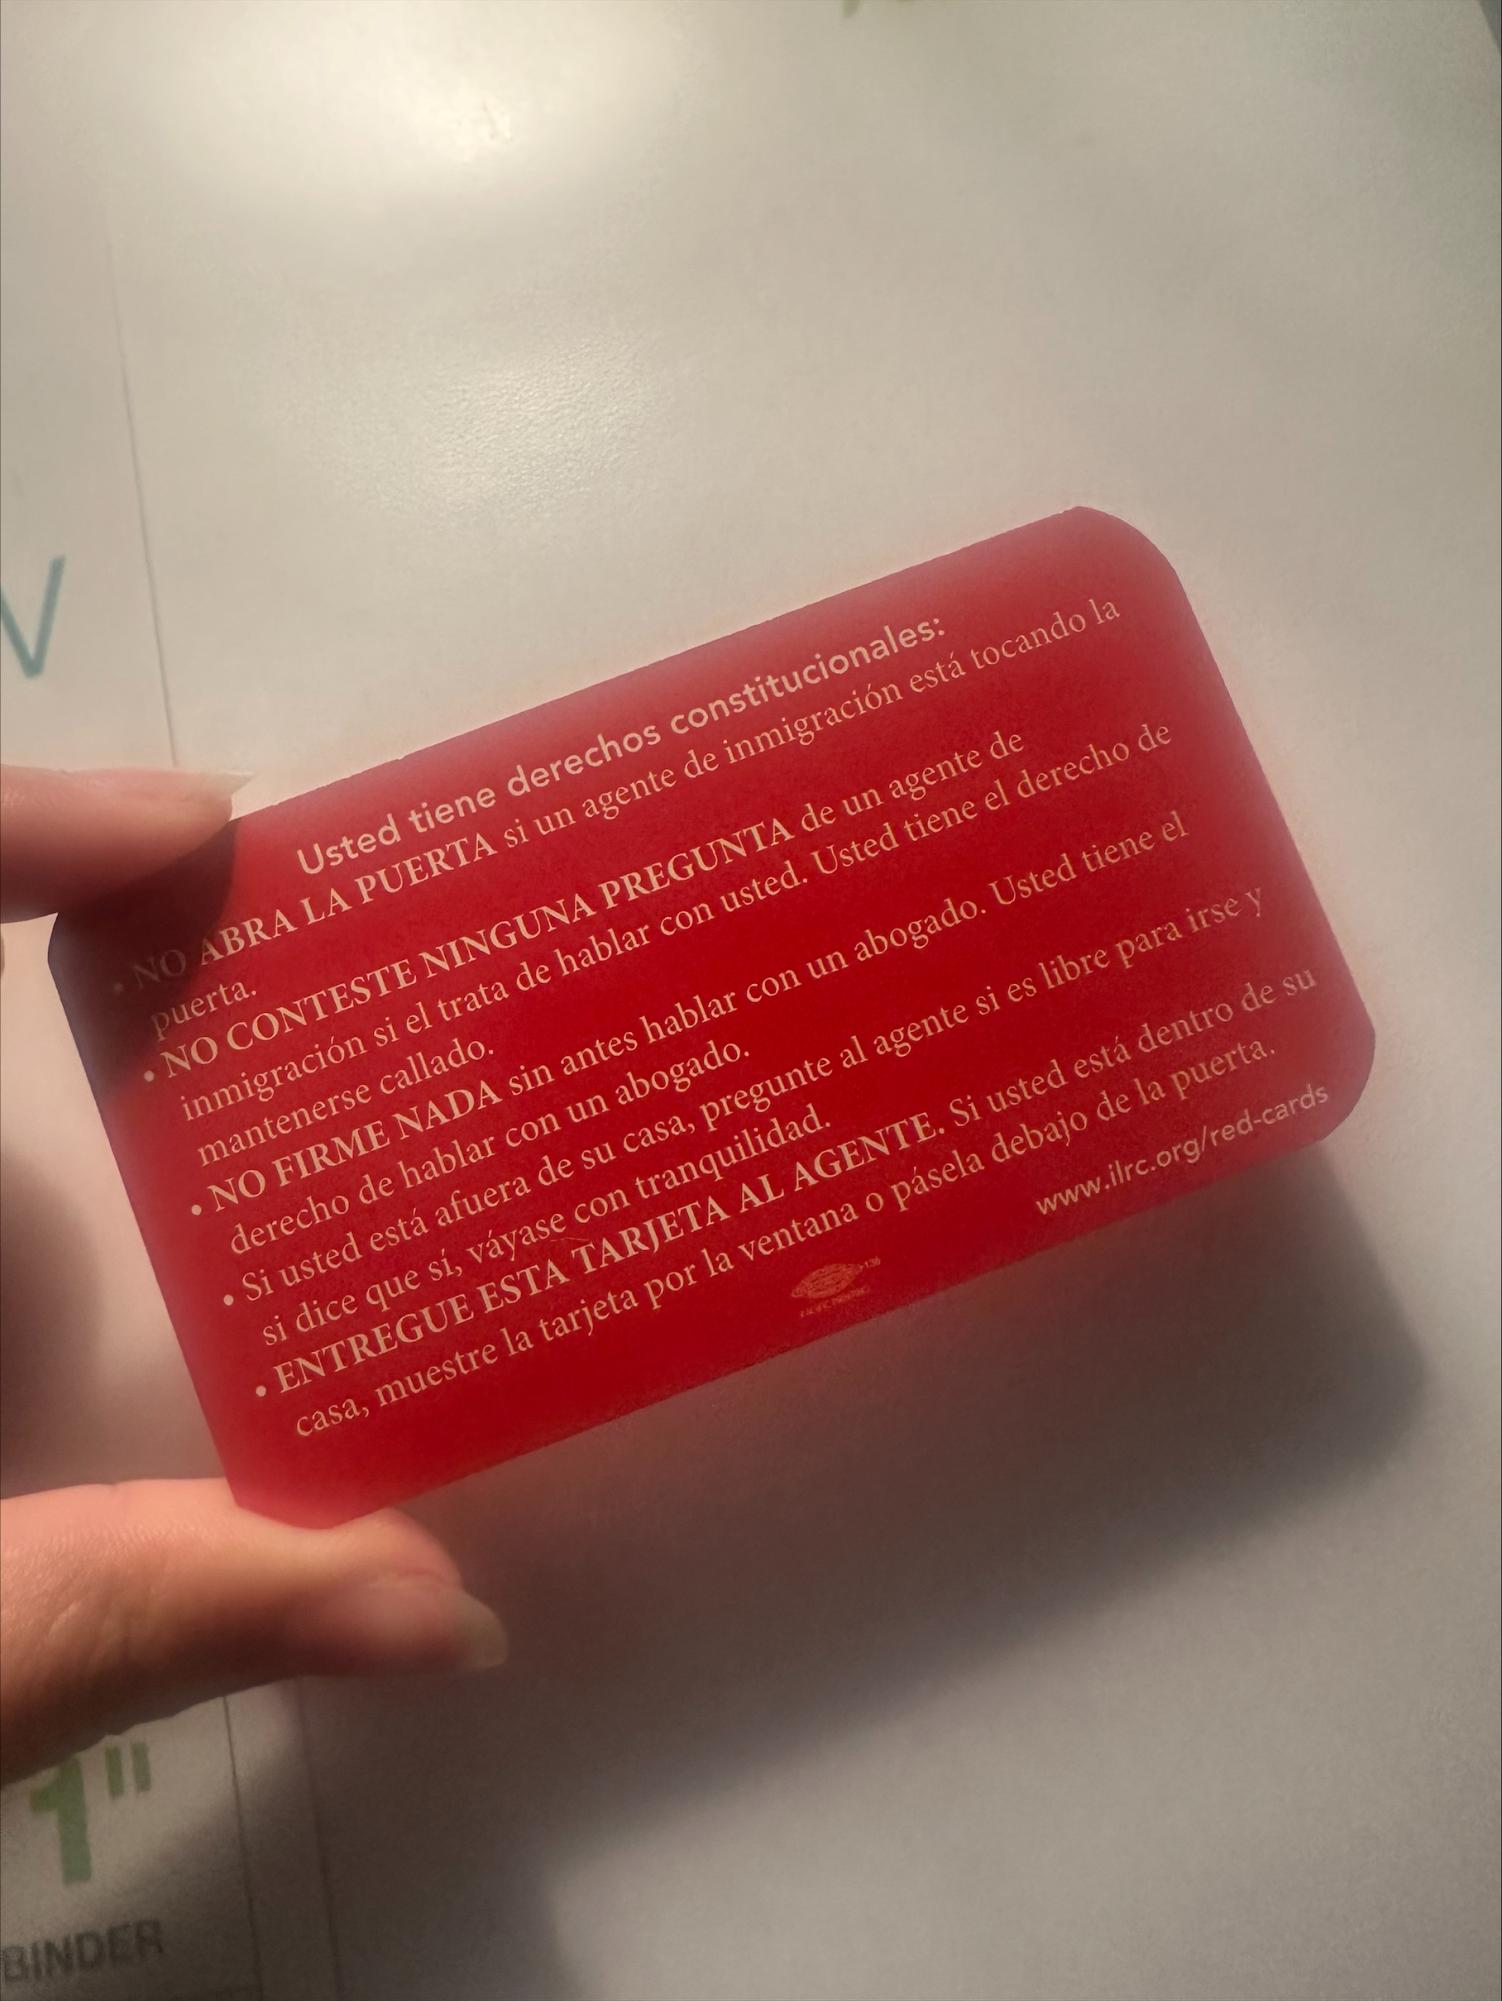 Usted tiene derechos constitucionales:
• NO ABRA LA PUERTA si un agente de inmigración está tocando la
puerta.
• NO CONTESTE NINGUNA PREGUNTA de un agente de
inmigración si el trata de hablar con usted. Usted tiene el derecho de
mantenerse callado.
• NO FIRME NADA sin antes hablar con un abogado. Usted tiene el
derecho de hablar con un abogado.
• Si usted está afuera de su casa, pregunte al agente si es libre para irse y
si dice que sí, váyase con tranquilidad.
• ENTREGUE ESTA TARJETA AL AGENTE. Si usted está dentro de su
casa, muestre la tarjeta por la ventana o pásela debajo de la puerta.
www.ilrc.org/red-cards
V
1"
BINDER